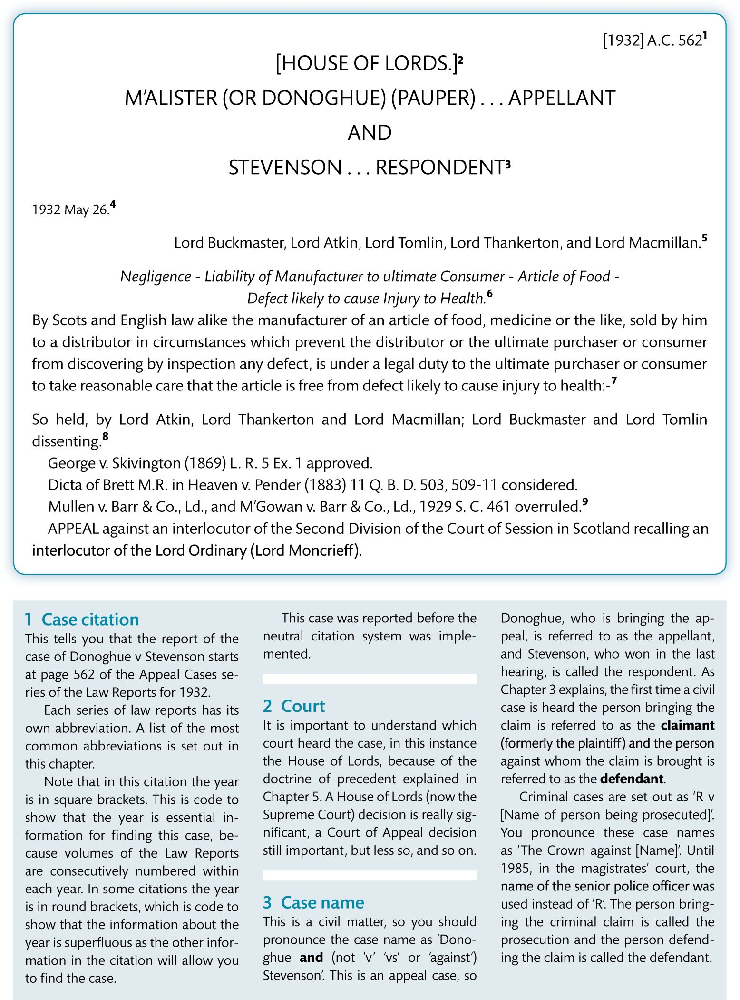 [1932] A.C. 562¹
[HOUSE OF LORDS.]²
M’ALISTER (OR DONOGHUE) (PAUPER) . . . APPELLANT
AND
STEVENSON . . . RESPONDENT³
1932 May 26.⁴
Lord Buckmaster, Lord Atkin, Lord Tomlin, Lord Thankerton, and Lord Macmillan.⁵
Negligence - Liability of Manufacturer to ultimate Consumer - Article of Food -
Defect likely to cause Injury to Health.⁶
By Scots and English law alike the manufacturer of an article of food, medicine or the like, sold by him
to a distributor in circumstances which prevent the distributor or the ultimate purchaser or consumer
from discovering by inspection any defect, is under a legal duty to the ultimate purchaser or consumer
to take reasonable care that the article is free from defect likely to cause injury to health:-⁷
So held, by Lord Atkin, Lord Thankerton and Lord Macmillan; Lord Buckmaster and Lord Tomlin
dissenting.⁸
George v. Skivington (1869) L. R. 5 Ex. 1 approved.
Dicta of Brett M.R. in Heaven v. Pender (1883) 11 Q. B. D. 503, 509-11 considered.
Mullen v. Barr & Co., Ld., and M’Gowan v. Barr & Co., Ld., 1929 S. C. 461 overruled.⁹
APPEAL against an interlocutor of the Second Division of the Court of Session in Scotland recalling an
interlocutor of the Lord Ordinary (Lord Moncrieff).
1 Case citation
This tells you that the report of the
case of Donoghue v Stevenson starts
at page 562 of the Appeal Cases se-
ries of the Law Reports for 1932.
Each series of law reports has its
own abbreviation. A list of the most
common abbreviations is set out in
this chapter.
Note that in this citation the year
is in square brackets. This is code to
show that the year is essential in-
formation for finding this case, be-
cause volumes of the Law Reports
are consecutively numbered within
each year. In some citations the year
is in round brackets, which is code to
show that the information about the
year is superfluous as the other infor-
mation in the citation will allow you
to find the case.
This case was reported before the
neutral citation system was imple-
mented.
2 Court
It is important to understand which
court heard the case, in this instance
the House of Lords, because of the
doctrine of precedent explained in
Chapter 5. A House of Lords (now the
Supreme Court) decision is really sig-
nificant, a Court of Appeal decision
still important, but less so, and so on.
3 Case name
This is a civil matter, so you should
pronounce the case name as ‘Dono-
ghue and (not ’v’ ’vs’ or ’against’)
Stevenson’. This is an appeal case, so
Donoghue, who is bringing the ap-
peal, is referred to as the appellant,
and Stevenson, who won in the last
hearing, is called the respondent. As
Chapter 3 explains, the first time a civil
case is heard the person bringing the
claim is referred to as the claimant
(formerly the plaintiff) and the person
against whom the claim is brought is
referred to as the defendant.
Criminal cases are set out as ‘R v
[Name of person being prosecuted]’.
You pronounce these case names
as ’The Crown against [Name]’. Until
1985, in the magistrates’ court, the
name of the senior police officer was
used instead of ’R’. The person bring-
ing the criminal claim is called the
prosecution and the person defend-
ing the claim is called the defendant.